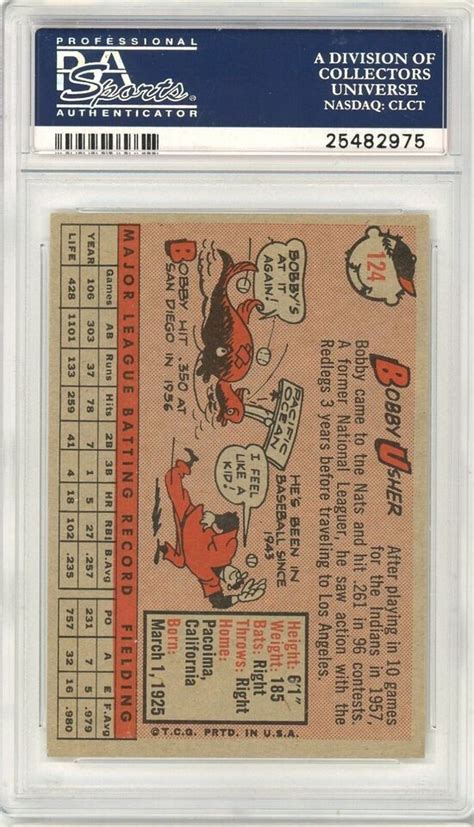 PROFESSIONAL
PSA
Sports
AUTHENTICATOR
A DIVISION OF
COLLECTORS
UNIVERSE
NASDAQ: CLCT
25482975
124
BOBBY USHER
After playing in 10 games
for the Indians in 1957,
Bobby came to the Nats and hit .261 in 96 contests.
A former National Leaguer, he saw action with the
Redlegs 3 years before traveling to Los Angeles.
BOBBY'S
AT IT
AGAIN!
BOBBY HIT .350 AT
SAN DIEGO IN 1956
PACIFIC
OCEAN
HE'S BEEN IN
BASEBALL SINCE
1943
I FEEL
LIKE A
KID!
Height: 6'1"
Weight: 185
Bats: Right
Throws: Right
Home:
Pacoima,
California
Born:
March 1, 1925
MAJOR LEAGUE BATTING RECORD FIELDING
Games AB Runs Hits 2B 3B HR RBI B.Avg PO A E F.Avg
YEAR 106 303 37 78 7 1 5 27 .257 231 7 5 .979
LIFE 428 1101 133 259 41 4 18 102 .235 757 32 16 .980
©T.C.G. PRTD. IN U.S.A.